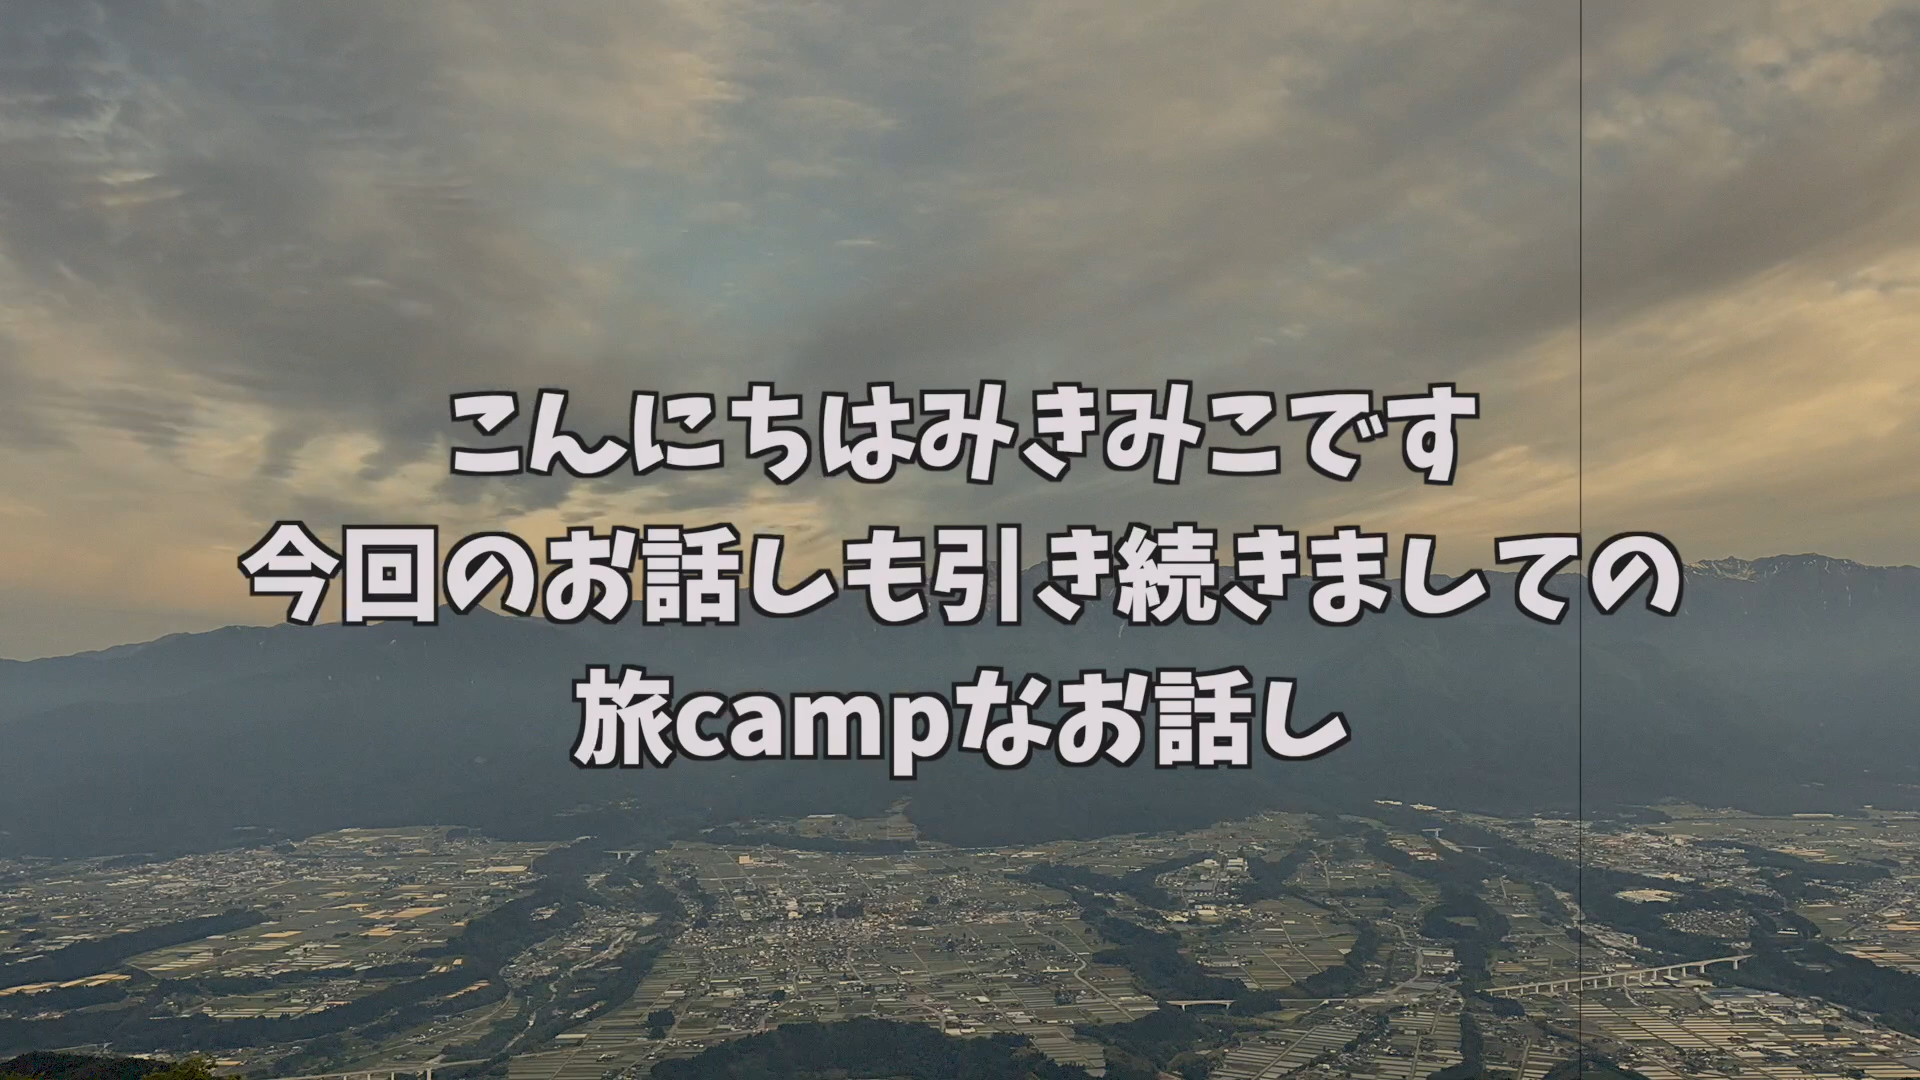 こんにちはみきみこです
今回のお話しも引き続きましての
旅campなお話し